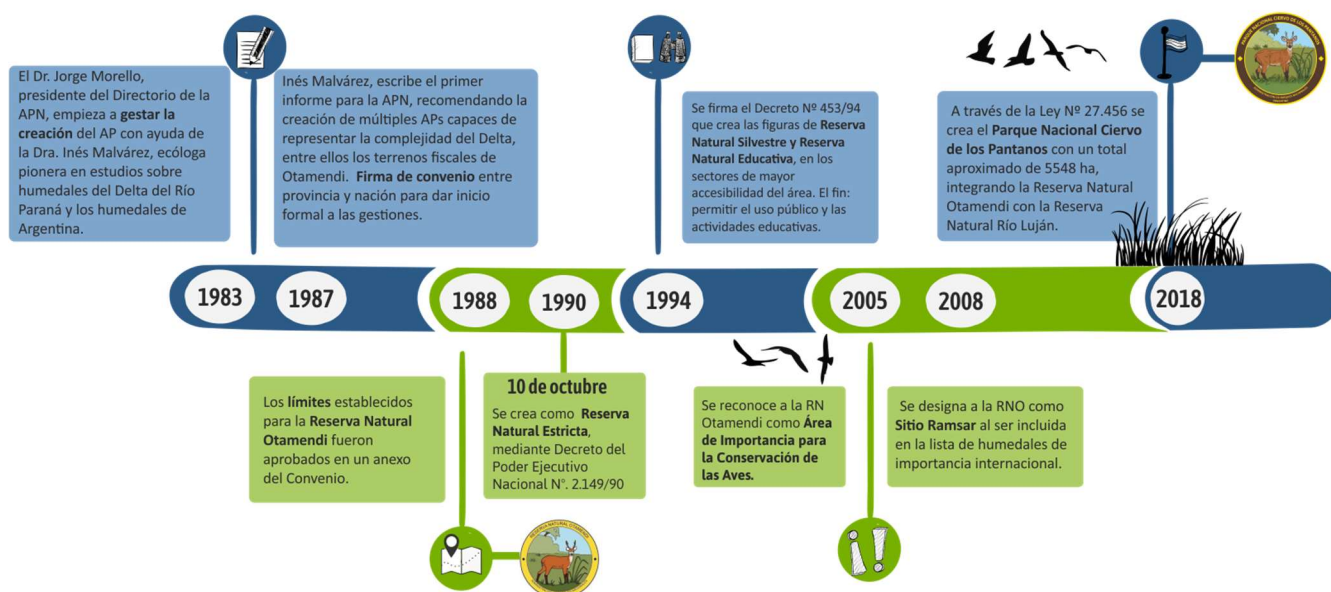 El Dr. Jorge Morello,
presidente del Directorio de la
APN, empieza a gestar la
creación del AP con ayuda de
la Dra. Inés Malvárez, ecóloga
pionera en estudios sobre
humedales del Delta del Río
Paraná y los humedales de
Argentina.
Inés Malvárez, escribe el primer
informe para la APN, recomendando la
creación de múltiples APs capaces de
representar la complejidad del Delta,
entre ellos los terrenos fiscales de
Otamendi. Firma de convenio entre
provincia y nación para dar inicio
formal a las gestiones.
Se firma el Decreto Nº 453/94
que crea las figuras de Reserva
Natural Silvestre y Reserva
Natural Educativa, en los
sectores de mayor
accesibilidad del área. El fin:
permitir el uso público y las
actividades educativas.
A través de la Ley Nº 27.456 se
crea el Parque Nacional Ciervo
de los Pantanos con un total
aproximado de 5548 ha,
integrando la Reserva Natural
Otamendi con la Reserva
Natural Río Luján.
PARQUE NACIONAL CIERVO DE LOS PANTANOS
1983
1987
1988
1990
1994
2005
2008
2018
Los límites establecidos
para la Reserva Natural
Otamendi fueron
aprobados en un anexo
del Convenio.
10 de octubre
Se crea como Reserva
Natural Estricta,
mediante Decreto del
Poder Ejecutivo
Nacional N°. 2.149/90
Se reconoce a la RN
Otamendi como Área
de Importancia para
la Conservación de
las Aves.
Se designa a la RNO como
Sitio Ramsar al ser incluida
en la lista de humedales de
importancia internacional.
RESERVA NATURAL OTAMENDI
¡!